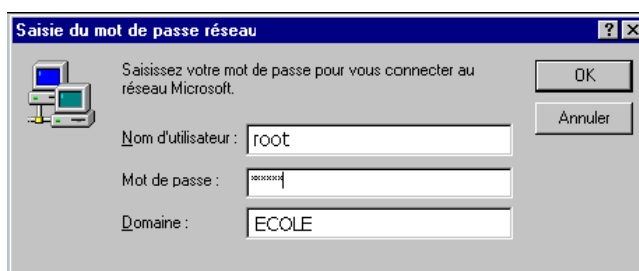 Saisie du mot de passe réseau
Saisissez votre mot de passe pour vous connecter au
réseau Microsoft.
OK
Annuler
Nom d'utilisateur : root
Mot de passe : ******
Domaine : ECOLE